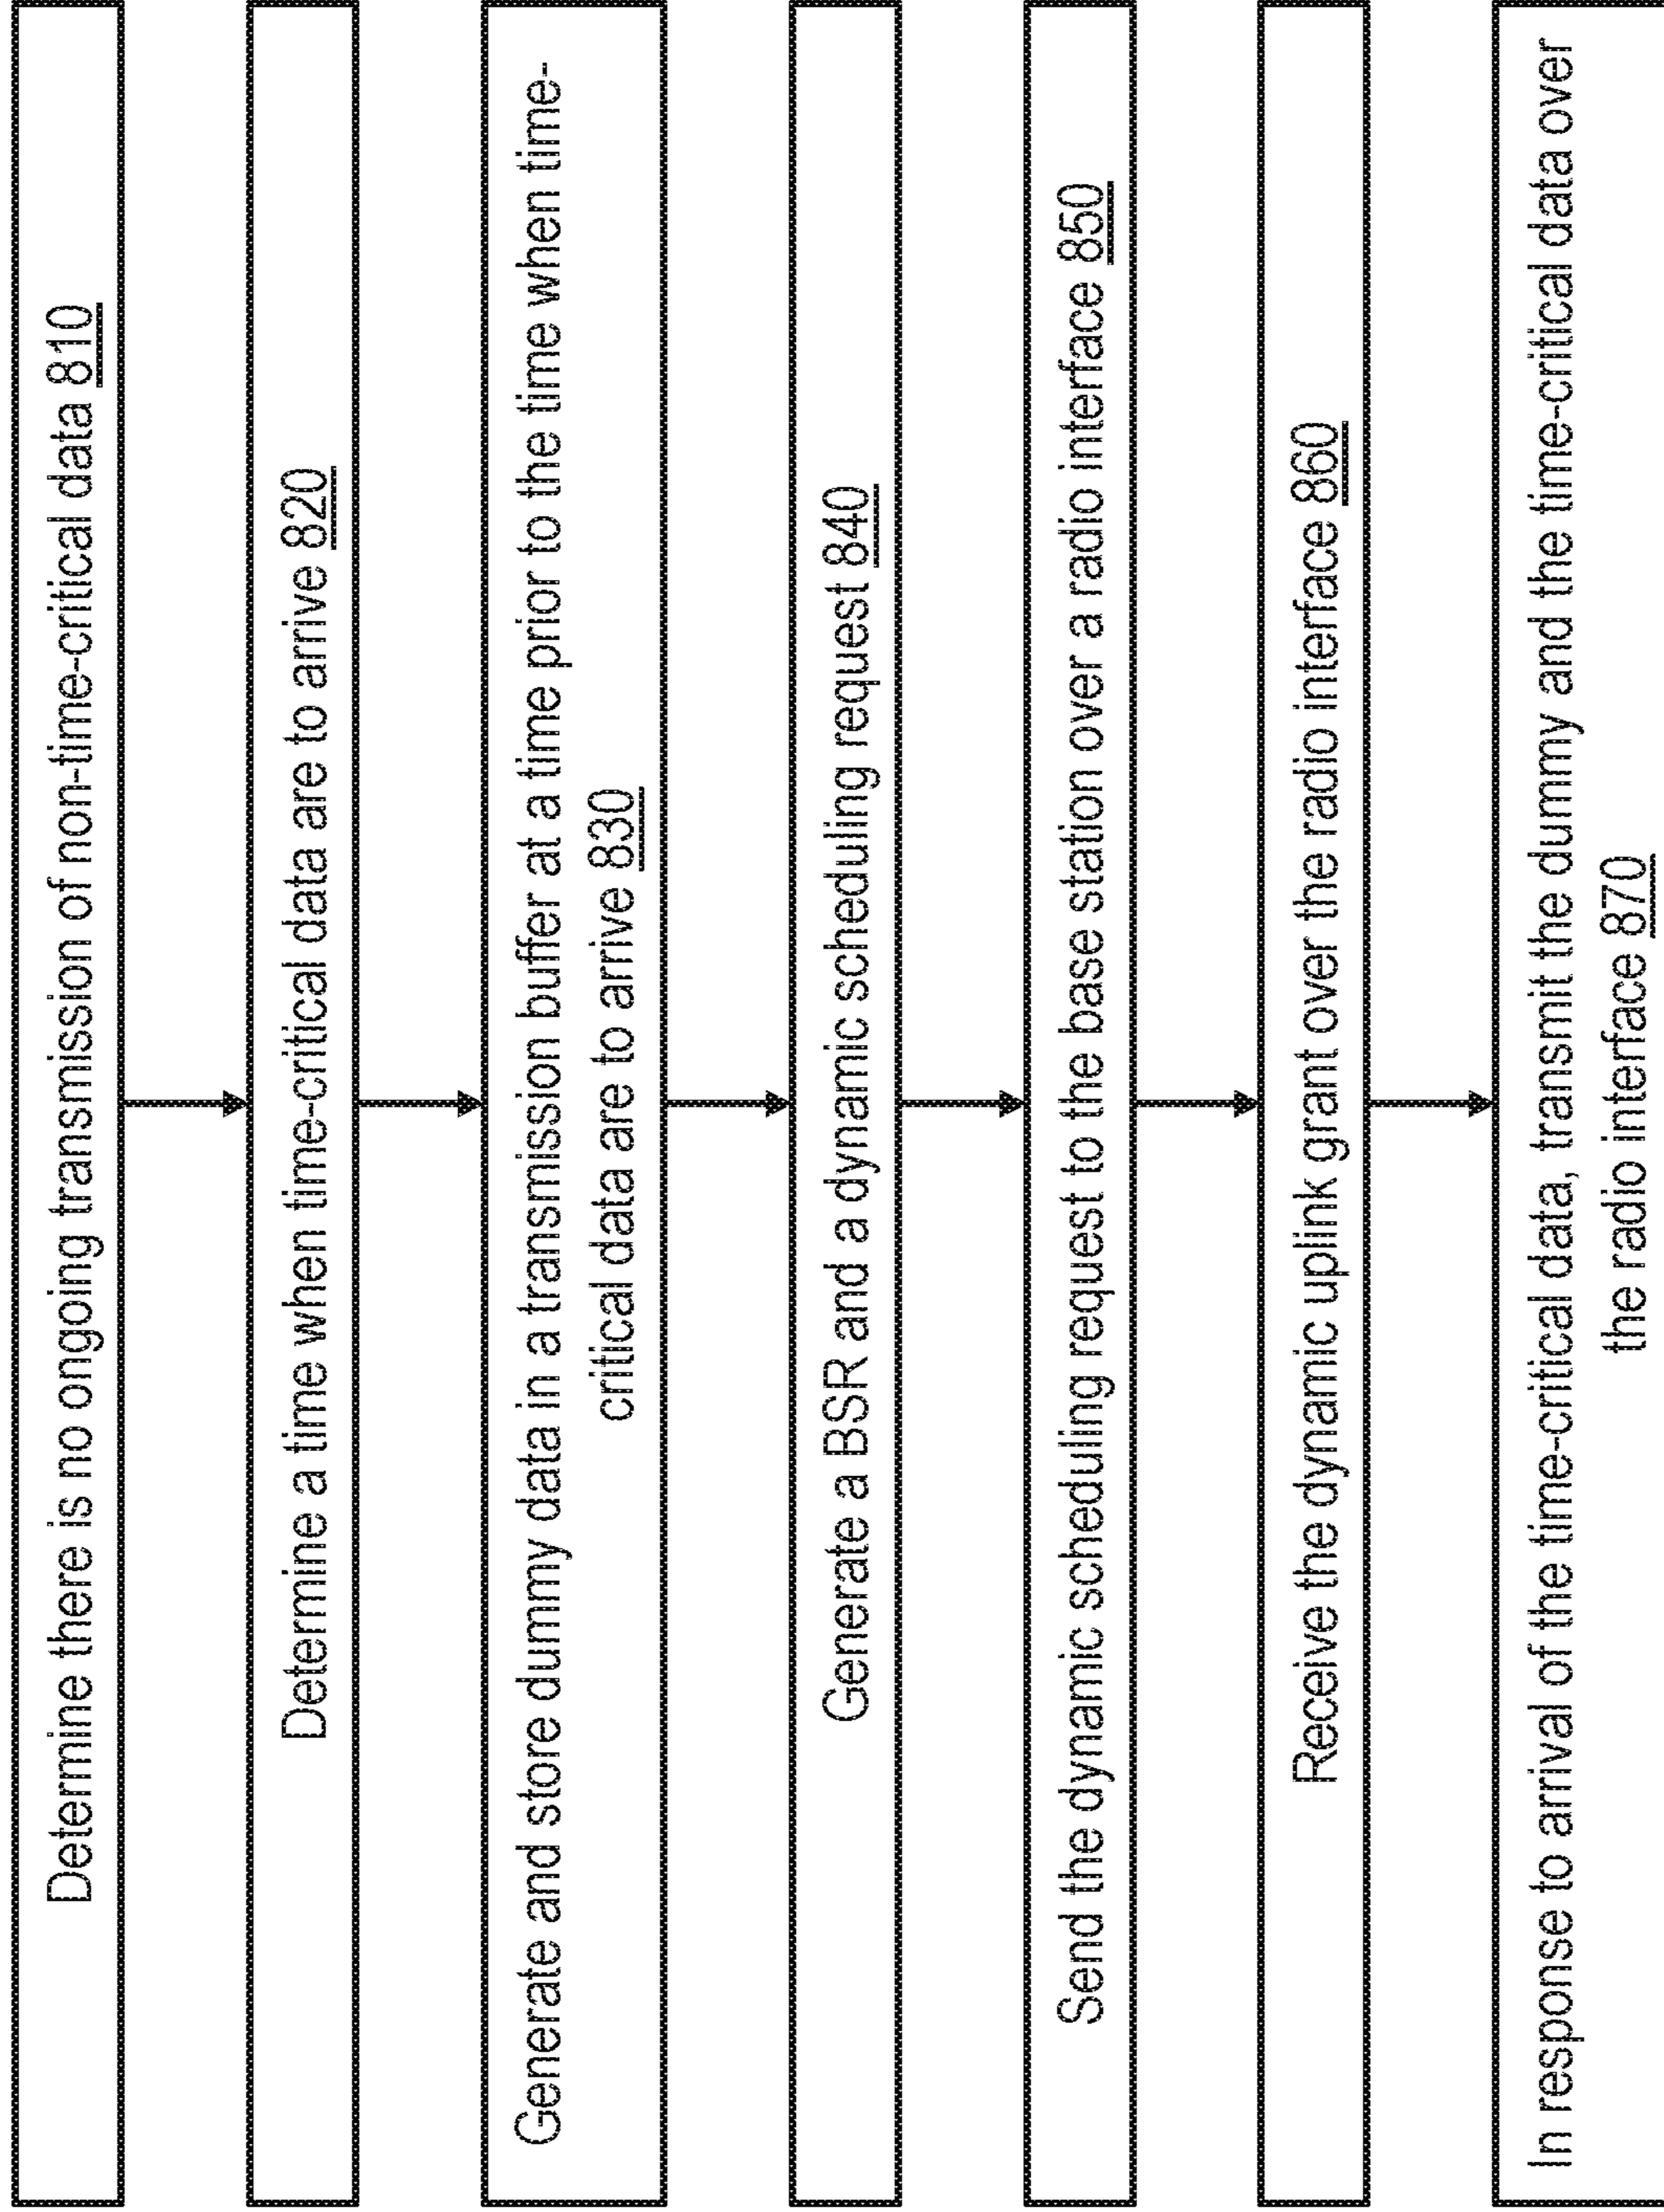 Determine there is no ongoing transmission of non-time-critical data 810
Determine a time when time-critical data are to arrive 820
Generate and store dummy data in a transmission buffer at a time prior to the time when time-
critical data are to arrive 830
Generate a BSR and a dynamic scheduling request 840
Send the dynamic scheduling request to the base station over a radio interface 850
Receive the dynamic uplink grant over the radio interface 860
In response to arrival of the time-critical data, transmit the dummy and the time-critical data over
the radio interface 870